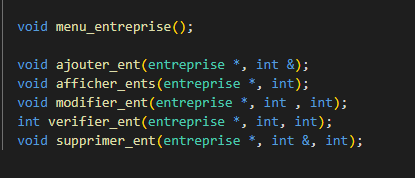 void menu_entreprise();
void ajouter_ent(entreprise *, int &);
void afficher_ents(entreprise *, int);
void modifier_ent(entreprise *, int , int);
int verifier_ent(entreprise *, int, int);
void supprimer_ent(entreprise *, int &, int);